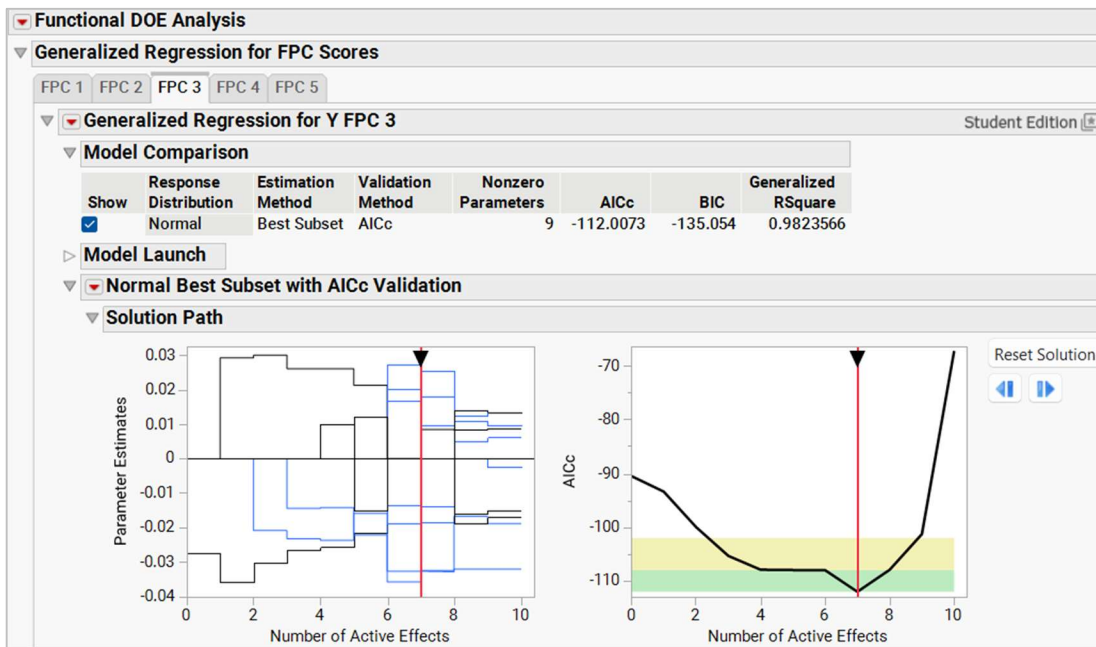 Functional DOE Analysis
Generalized Regression for FPC Scores
FPC 1 FPC 2 FPC 3 FPC 4 FPC 5
Generalized Regression for Y FPC 3 Student Edition
Model Comparison
Response Estimation Validation Nonzero Generalized
Show Distribution Method Method Parameters AICc BIC RSquare
Normal Best Subset AICc 9 -112.0073 -135.054 0.9823566
Model Launch
Normal Best Subset with AICc Validation
Solution Path
Parameter Estimates
0.03
0.02
0.01
0
-0.01
-0.02
-0.03
-0.04
0 2 4 6 8 10
Number of Active Effects
AICc
-70
-80
-90
-100
-110
0 2 4 6 8 10
Number of Active Effects
Reset Solution